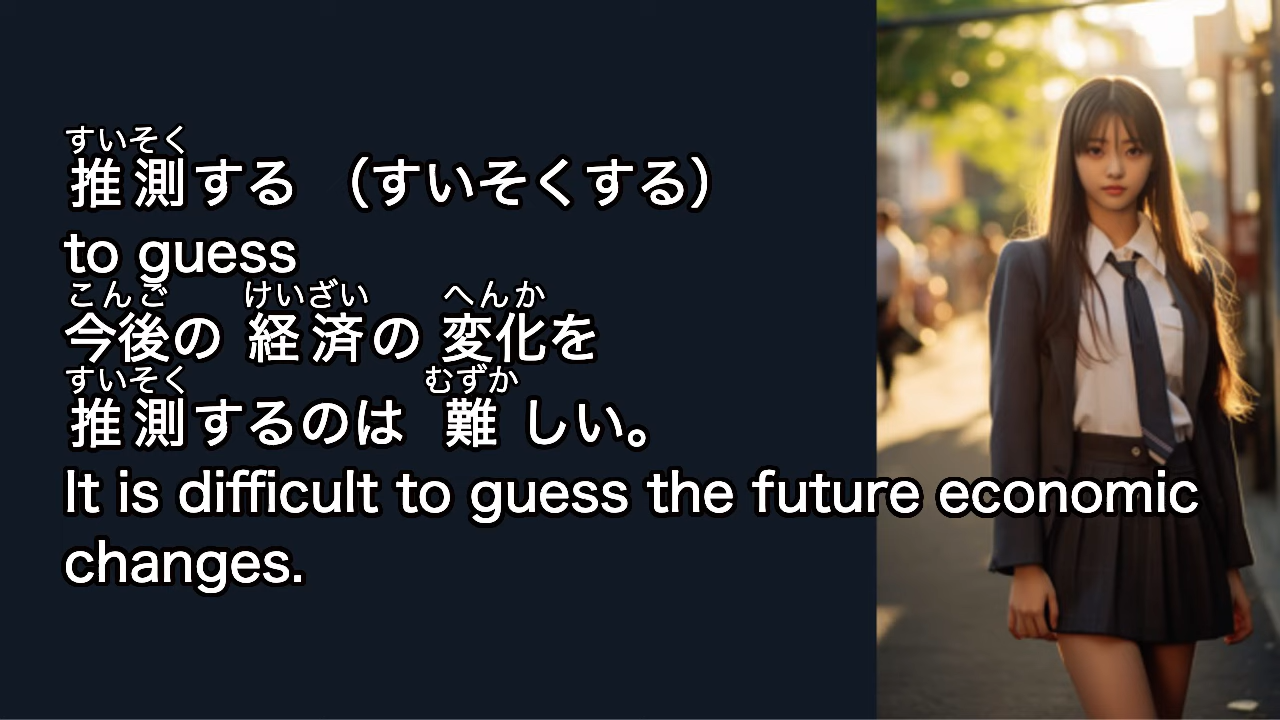 すいそく
推測する （すいそくする）
to guess
こんご けいざい へんか
今後の 経済の 変化を
すいそく むずか
推測するのは 難しい。
It is difficult to guess the future economic
changes.